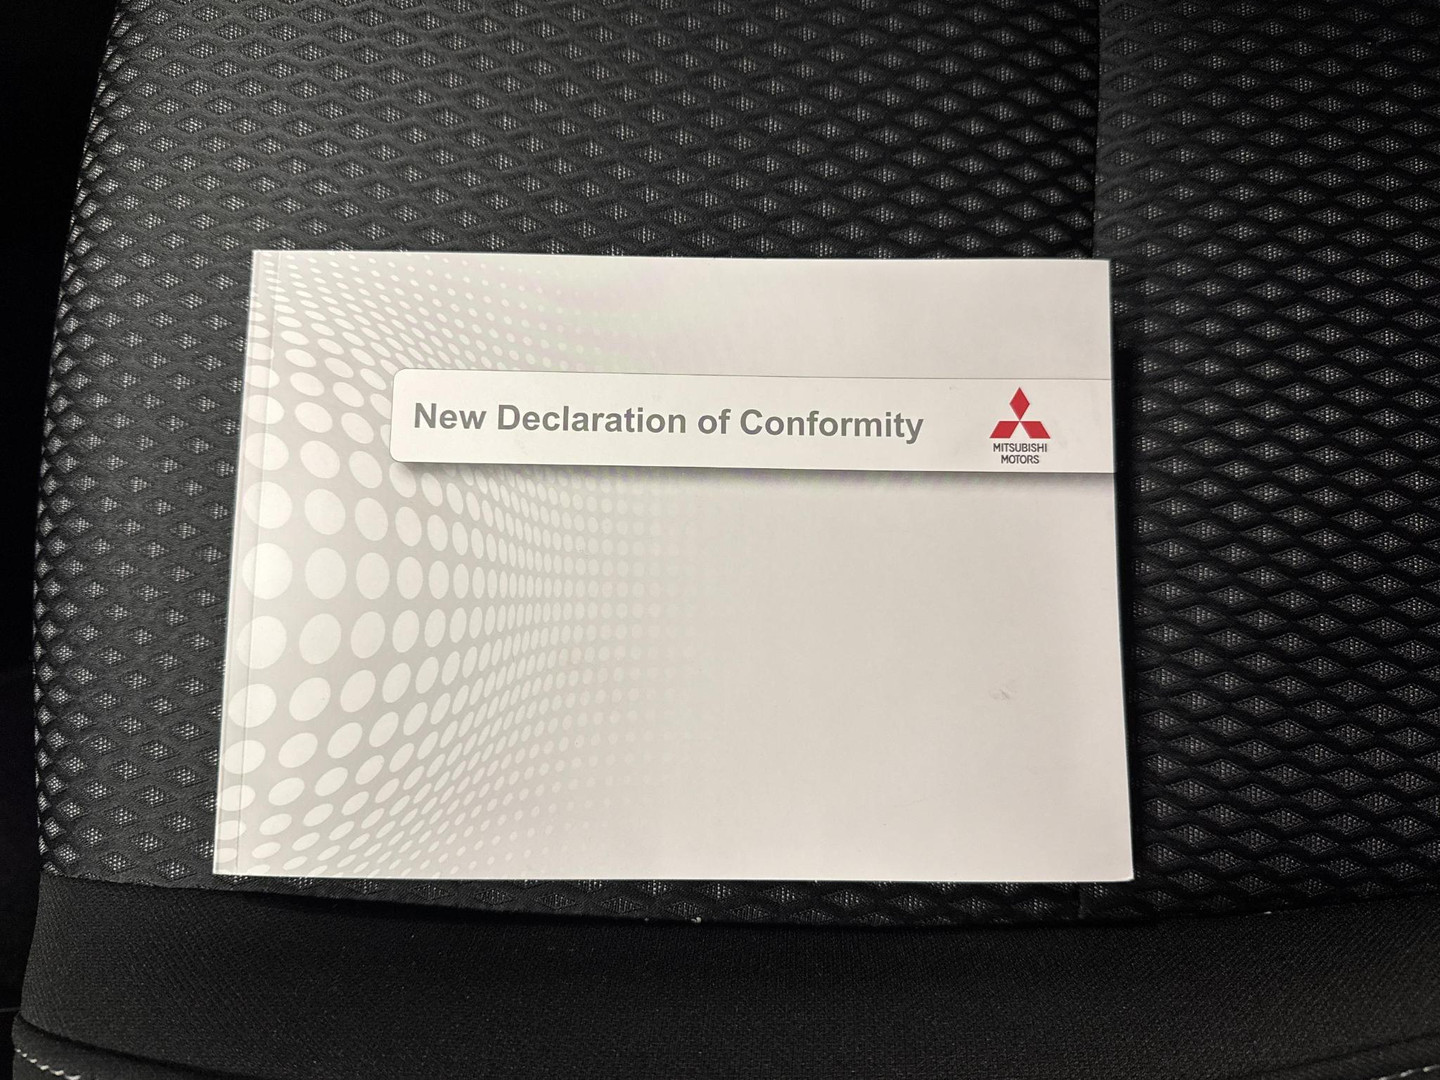 New Declaration of Conformity
MITSUBISHI
MOTORS